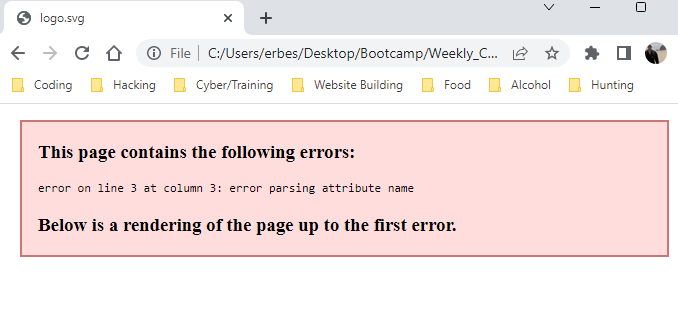 logo.svg
File C:/Users/erbes/Desktop/Bootcamp/Weekly_C...
Coding Hacking Cyber/Training Website Building Food Alcohol Hunting
This page contains the following errors:
error on line 3 at column 3: error parsing attribute name
Below is a rendering of the page up to the first error.